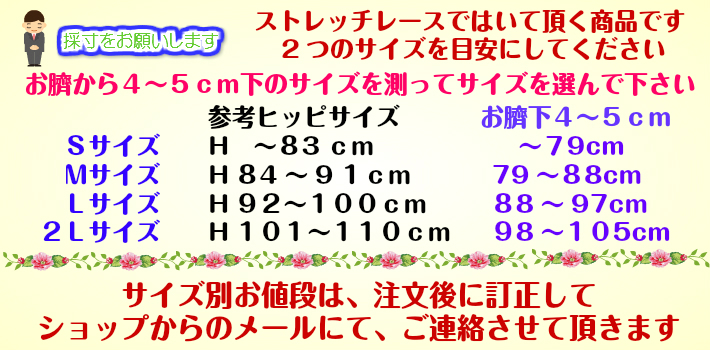 採寸をお願いします
ストレッチレースではいて頂く商品です
２つのサイズを目安にしてください
お臍から４～５ｃｍ下のサイズを測ってサイズを選んで下さい
参考ヒッピサイズ お臍下４～５ｃｍ
Ｓサイズ Ｈ ～８３ｃｍ ～79cm
Ｍサイズ Ｈ８４～９１ｃｍ 79～88cm
Ｌサイズ Ｈ92～１００ｃｍ 88～97cm
２Ｌサイズ Ｈ１０１～１１０ｃｍ 98～105cm
サイズ別お値段は、注文後に訂正して
ショップからのメールにて、ご連絡させて頂きます